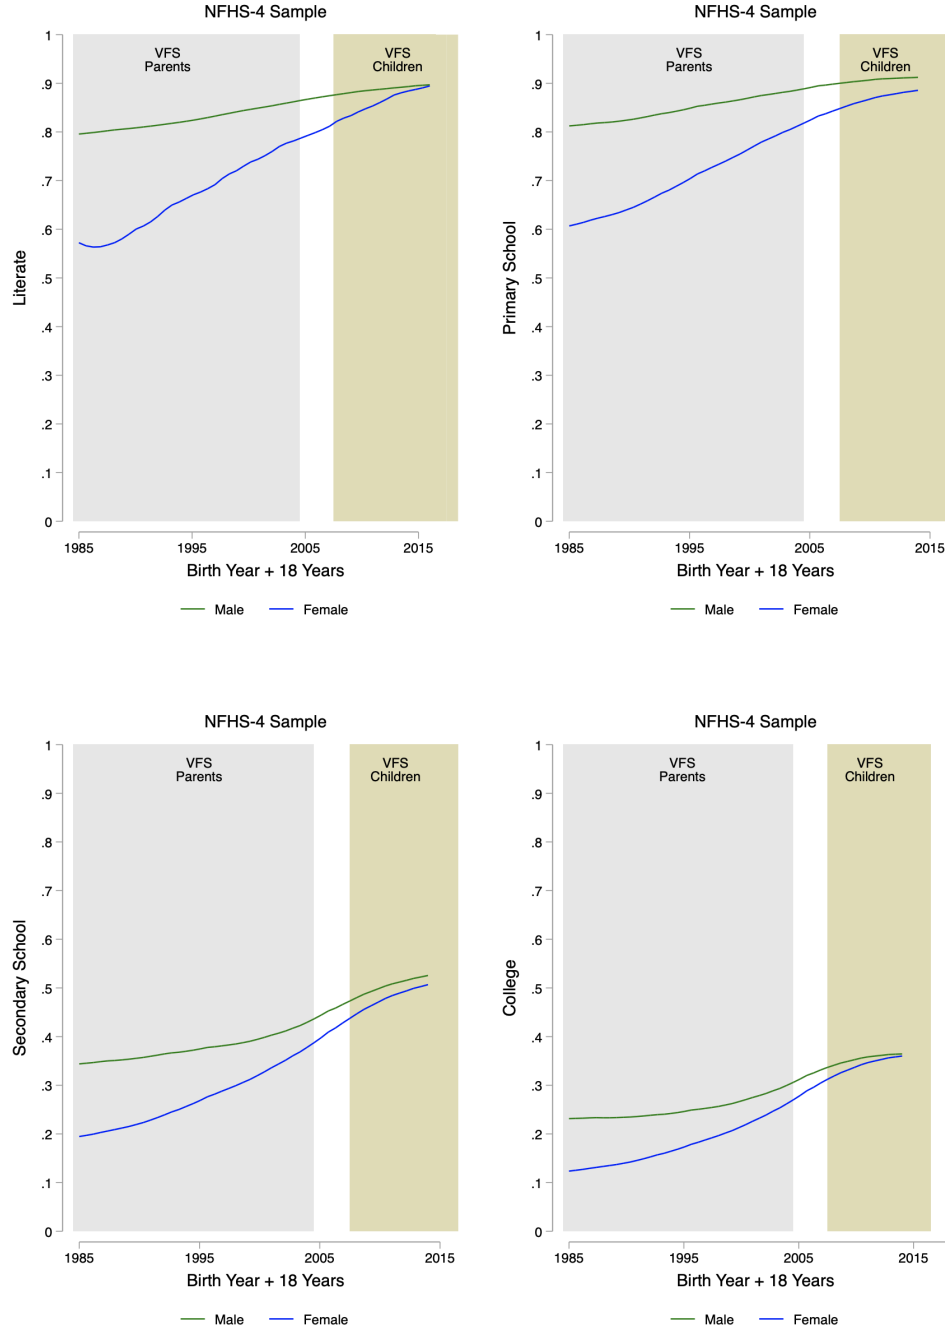 NFHS-4 Sample
VFS
Parents
VFS
Children
1
.9
.8
.7
.6
.5
.4
.3
.2
.1
0
Literate
1985
1995
2005
2015
Birth Year + 18 Years
Male
Female
NFHS-4 Sample
VFS
Parents
VFS
Children
1
.9
.8
.7
.6
.5
.4
.3
.2
.1
0
Primary School
1985
1995
2005
2015
Birth Year + 18 Years
Male
Female
NFHS-4 Sample
VFS
Parents
VFS
Children
1
.9
.8
.7
.6
.5
.4
.3
.2
.1
0
Secondary School
1985
1995
2005
2015
Birth Year + 18 Years
Male
Female
NFHS-4 Sample
VFS
Parents
VFS
Children
1
.9
.8
.7
.6
.5
.4
.3
.2
.1
0
College
1985
1995
2005
2015
Birth Year + 18 Years
Male
Female